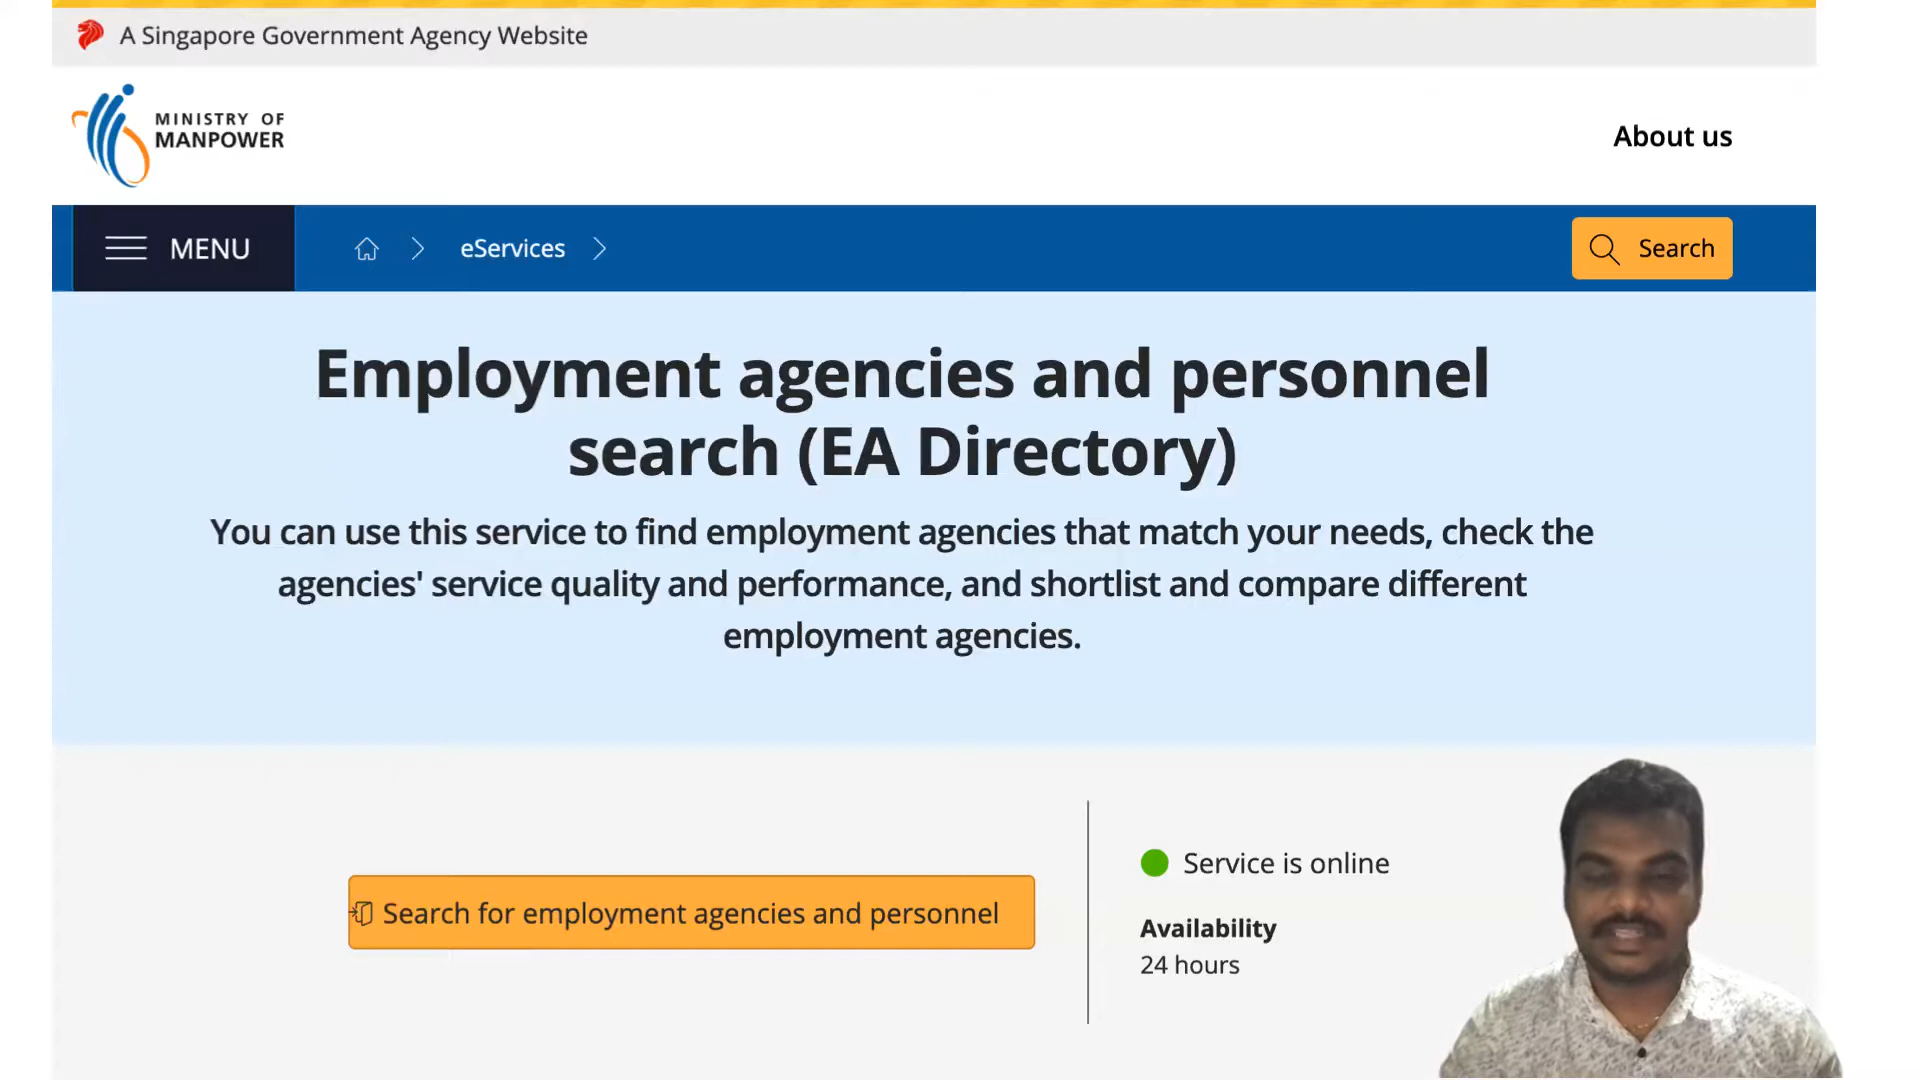 A Singapore Government Agency Website
MINISTRY OF
MANPOWER
About us
MENU
eServices
Search
Employment agencies and personnel
search (EA Directory)
You can use this service to find employment agencies that match your needs, check the
agencies' service quality and performance, and shortlist and compare different
employment agencies.
Search for employment agencies and personnel
Service is online
Availability
24 hours